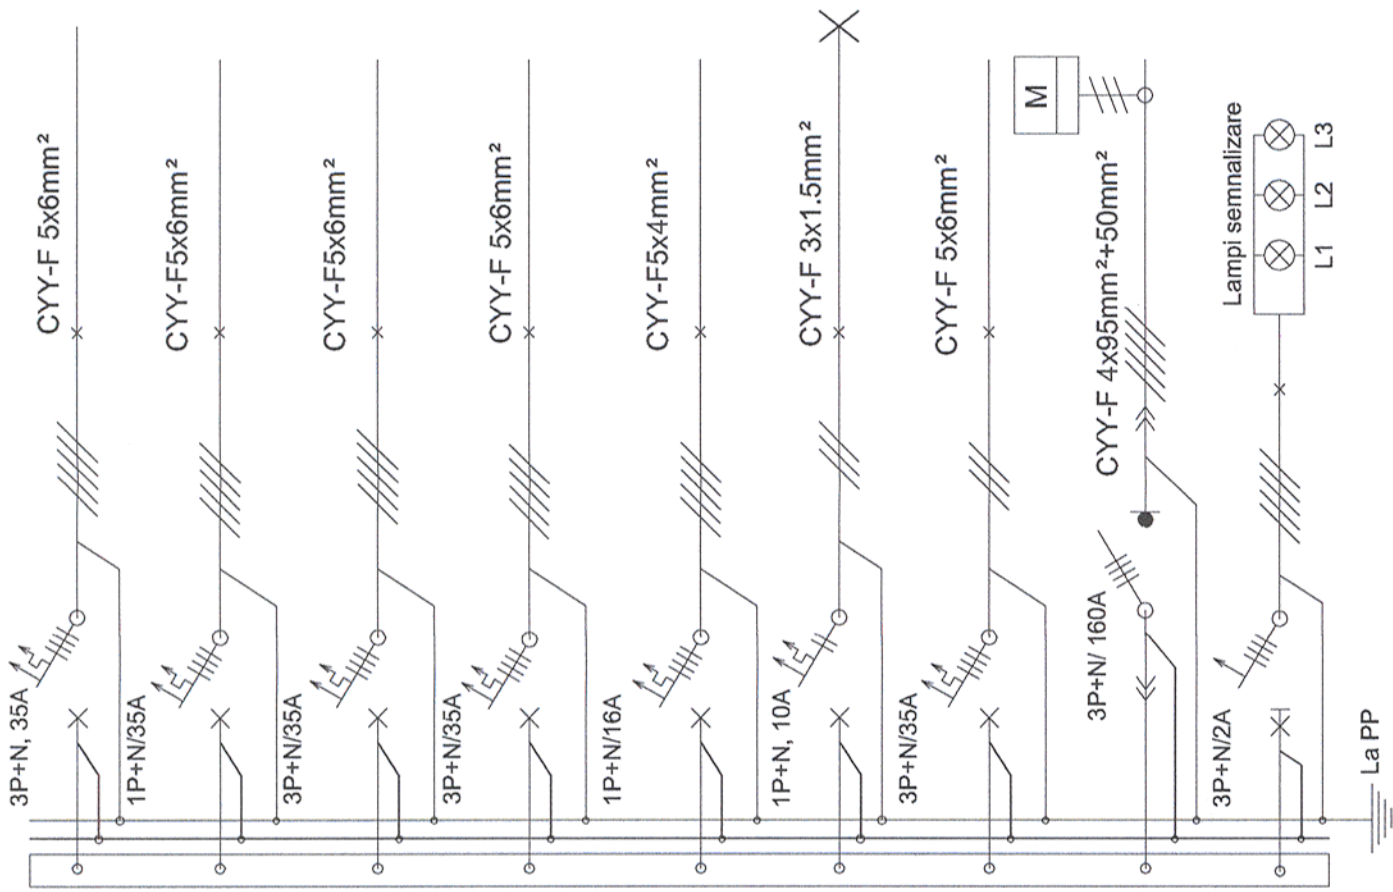 CYY-F 5x6mm²
3P+N, 35A
CYY-F5x6mm²
1P+N/35A
CYY-F5x6mm²
3P+N/35A
CYY-F 5x6mm²
3P+N/35A
CYY-F5x4mm²
1P+N/16A
CYY-F 3x1.5mm²
1P+N, 10A
CYY-F 5x6mm²
3P+N/35A
M
CYY-F 4x95mm²+50mm²
3P+N/ 160A
Lampi semnalizare
L1 L2 L3
3P+N/2A
La PP